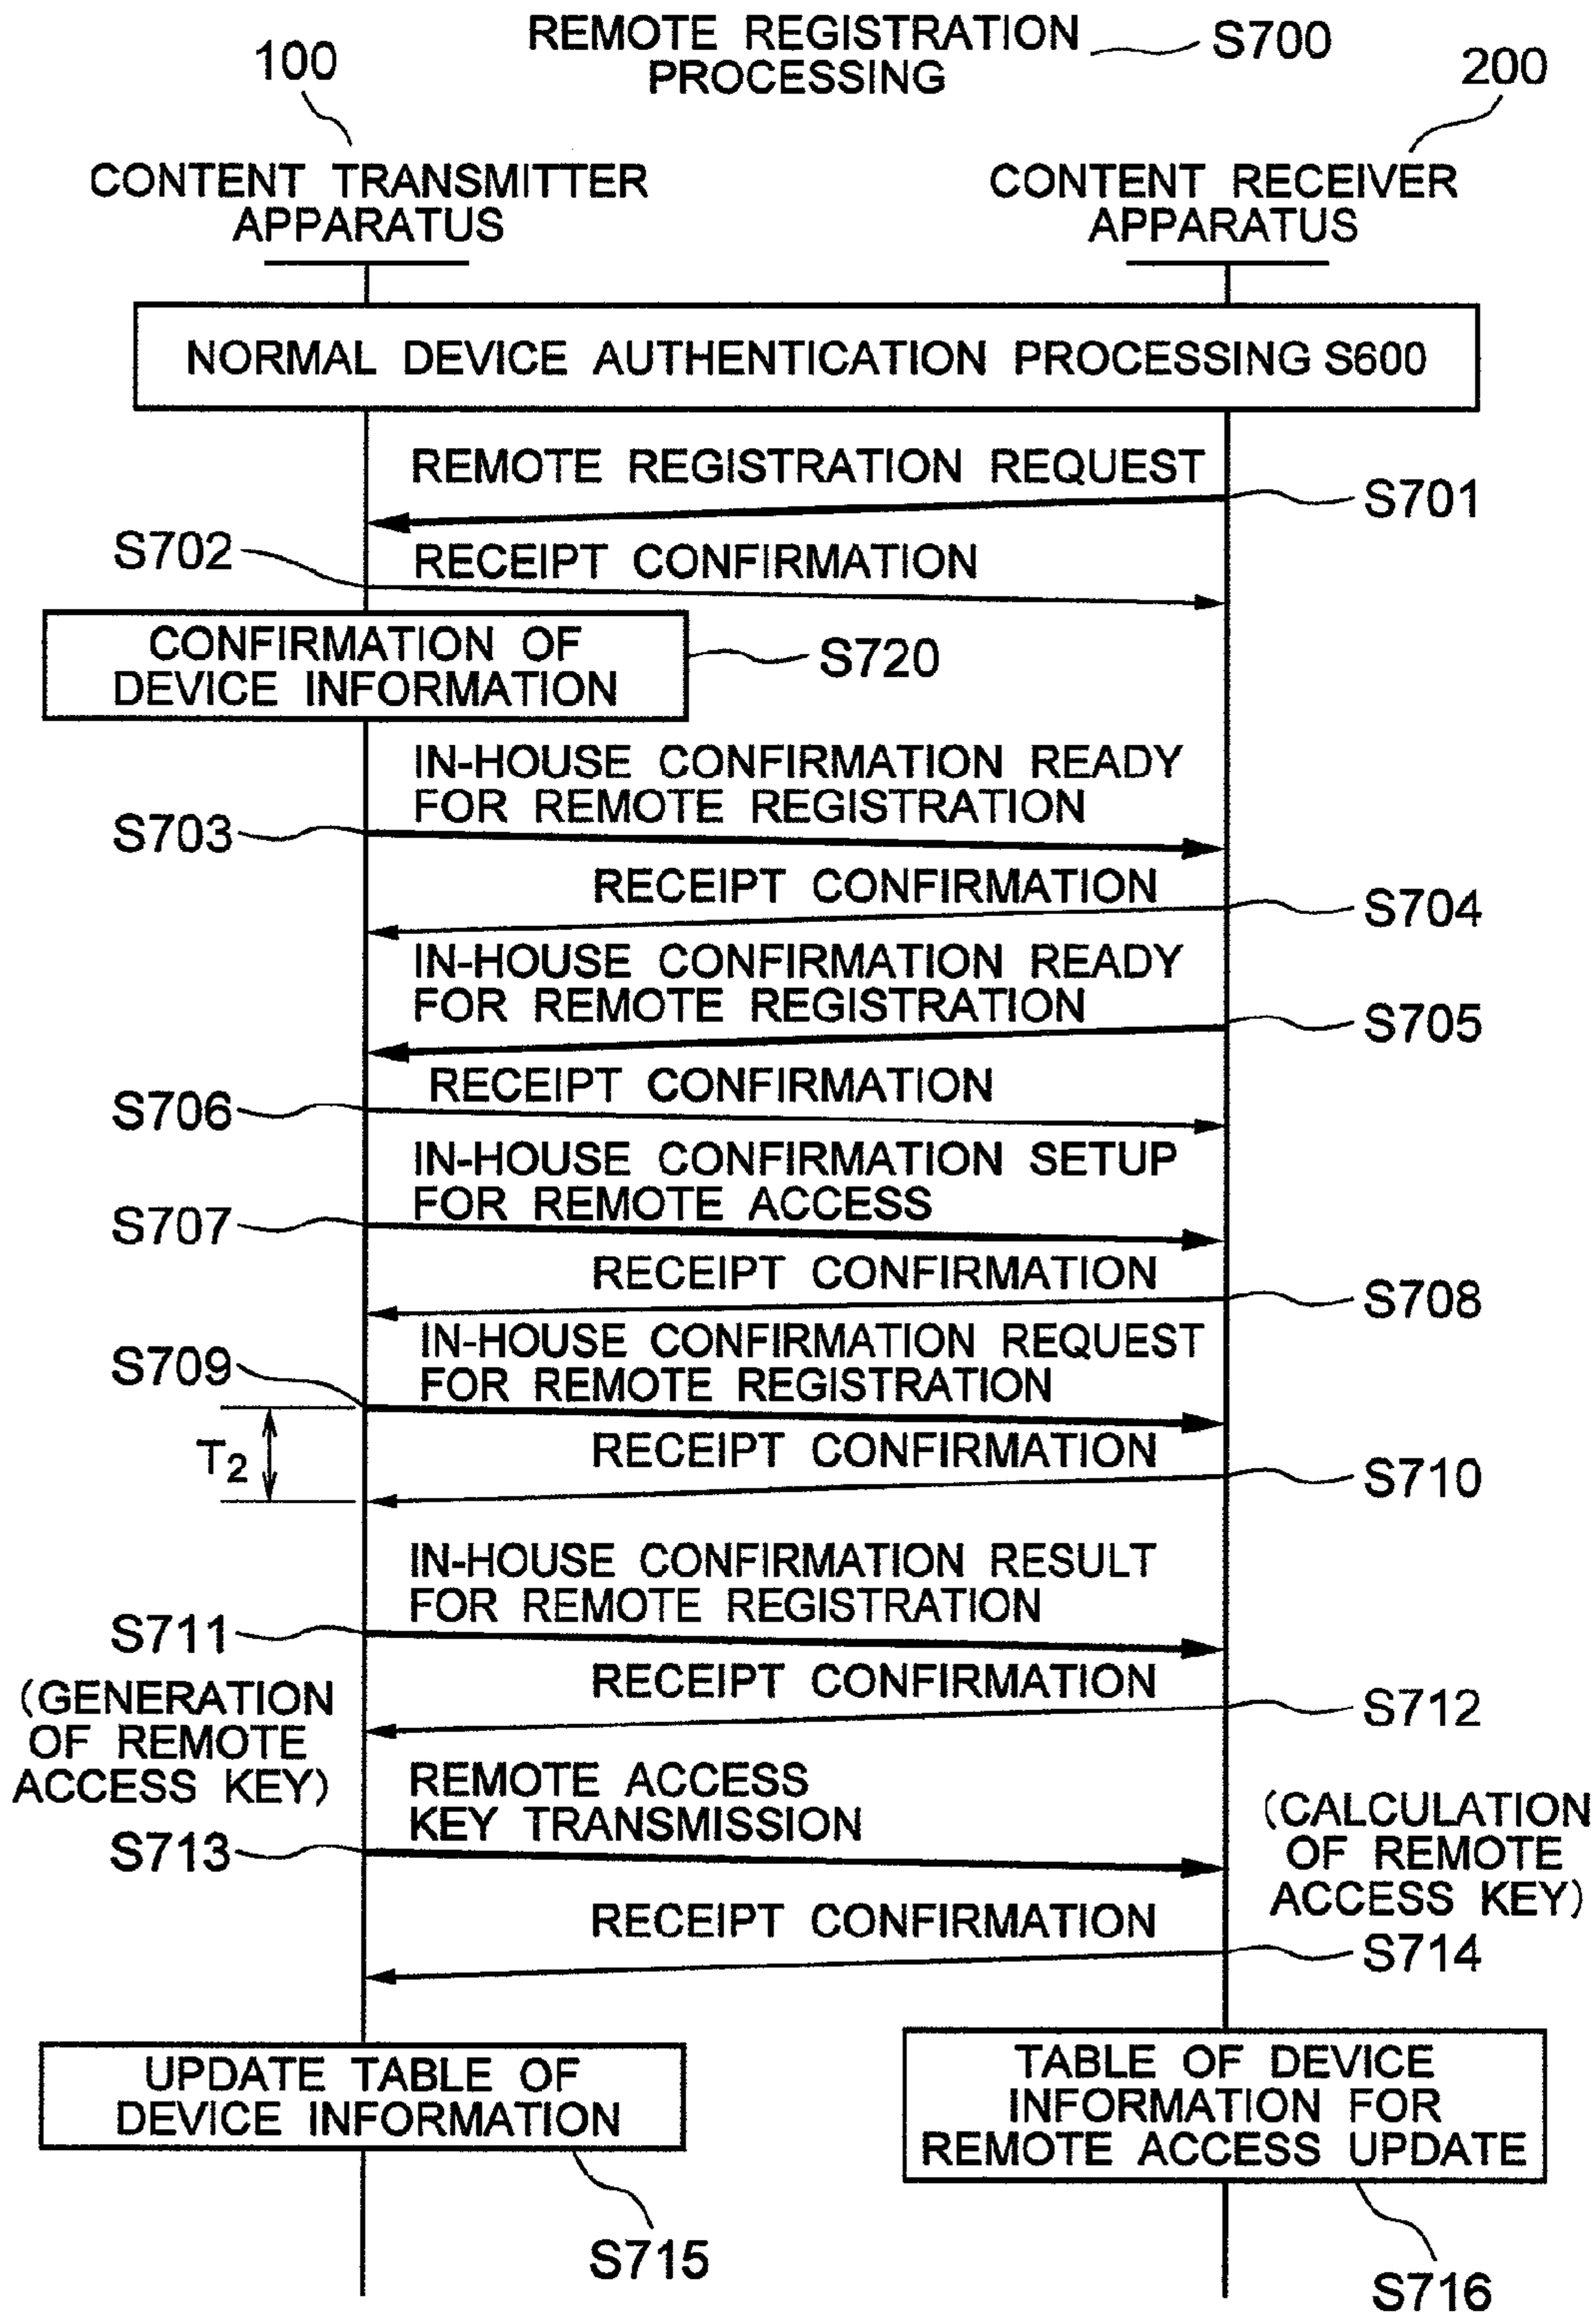 REMOTE REGISTRATION
PROCESSING
S700
100
200
CONTENT TRANSMITTER
APPARATUS
CONTENT RECEIVER
APPARATUS
NORMAL DEVICE AUTHENTICATION PROCESSING S600
REMOTE REGISTRATION REQUEST
S701
S702
RECEIPT CONFIRMATION
CONFIRMATION OF
DEVICE INFORMATION
S720
IN-HOUSE CONFIRMATION READY
FOR REMOTE REGISTRATION
S703
RECEIPT CONFIRMATION
S704
IN-HOUSE CONFIRMATION READY
FOR REMOTE REGISTRATION
S705
RECEIPT CONFIRMATION
S706
IN-HOUSE CONFIRMATION SETUP
FOR REMOTE ACCESS
S707
RECEIPT CONFIRMATION
S708
IN-HOUSE CONFIRMATION REQUEST
FOR REMOTE REGISTRATION
S709
T2
RECEIPT CONFIRMATION
S710
IN-HOUSE CONFIRMATION RESULT
FOR REMOTE REGISTRATION
S711
(GENERATION
OF REMOTE
ACCESS KEY)
RECEIPT CONFIRMATION
S712
REMOTE ACCESS
KEY TRANSMISSION
S713
(CALCULATION
OF REMOTE
ACCESS KEY)
RECEIPT CONFIRMATION
S714
UPDATE TABLE OF
DEVICE INFORMATION
S715
TABLE OF DEVICE
INFORMATION FOR
REMOTE ACCESS UPDATE
S716